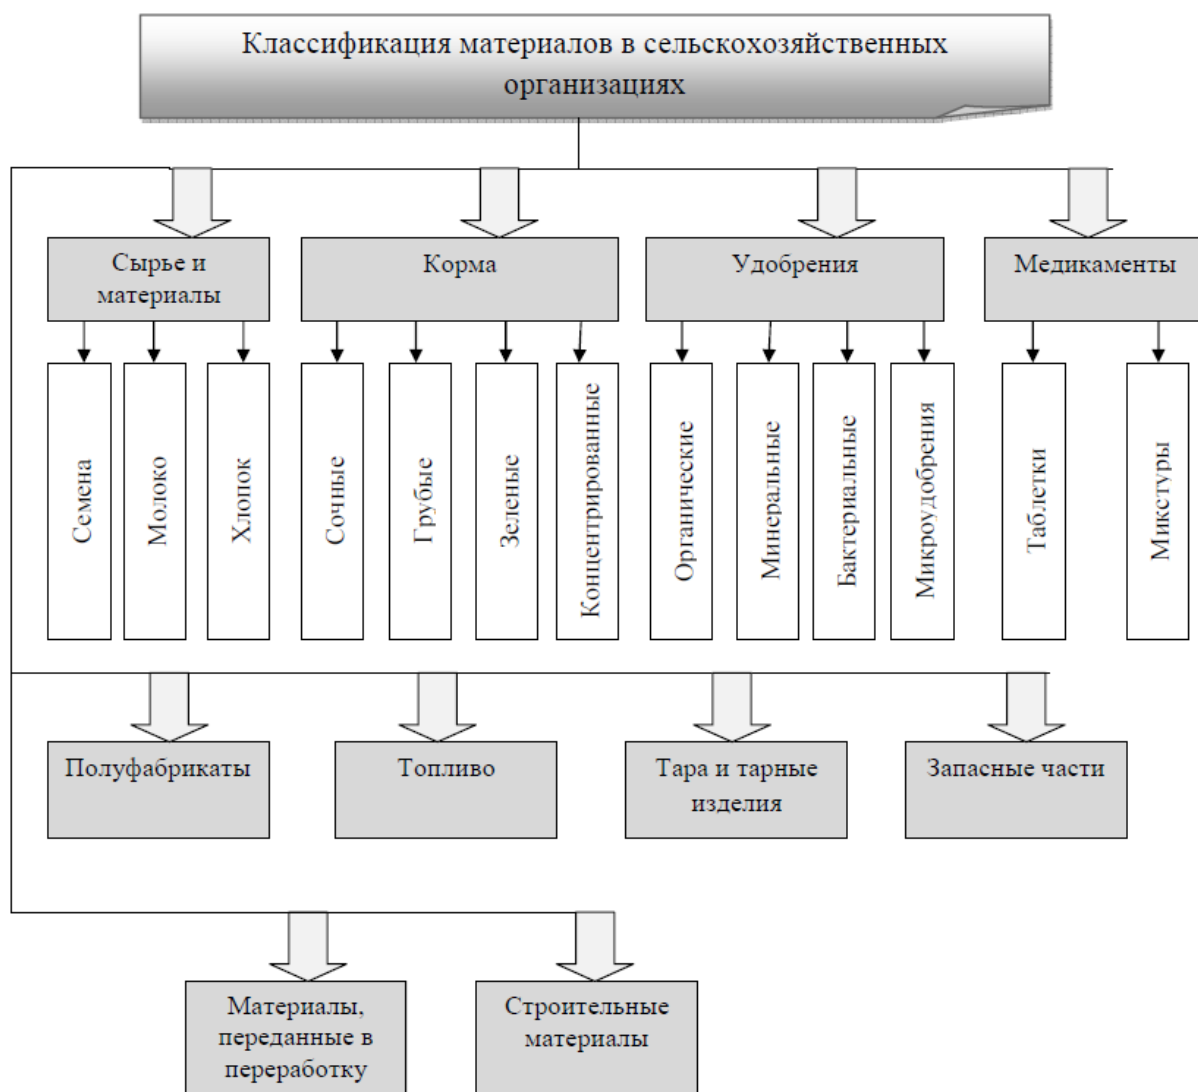 Классификация материалов в сельскохозяйственных
организациях
Сырье и
материалы
Корма
Удобрения
Медикаменты
Семена
Молоко
Хлопок
Сочные
Грубые
Зеленые
Концентрированные
Органические
Минеральные
Бактериальные
Микроудобрения
Таблетки
Микстуры
Полуфабрикаты
Топливо
Тара и тарные
изделия
Запасные части
Материалы,
переданные в
переработку
Строительные
материалы